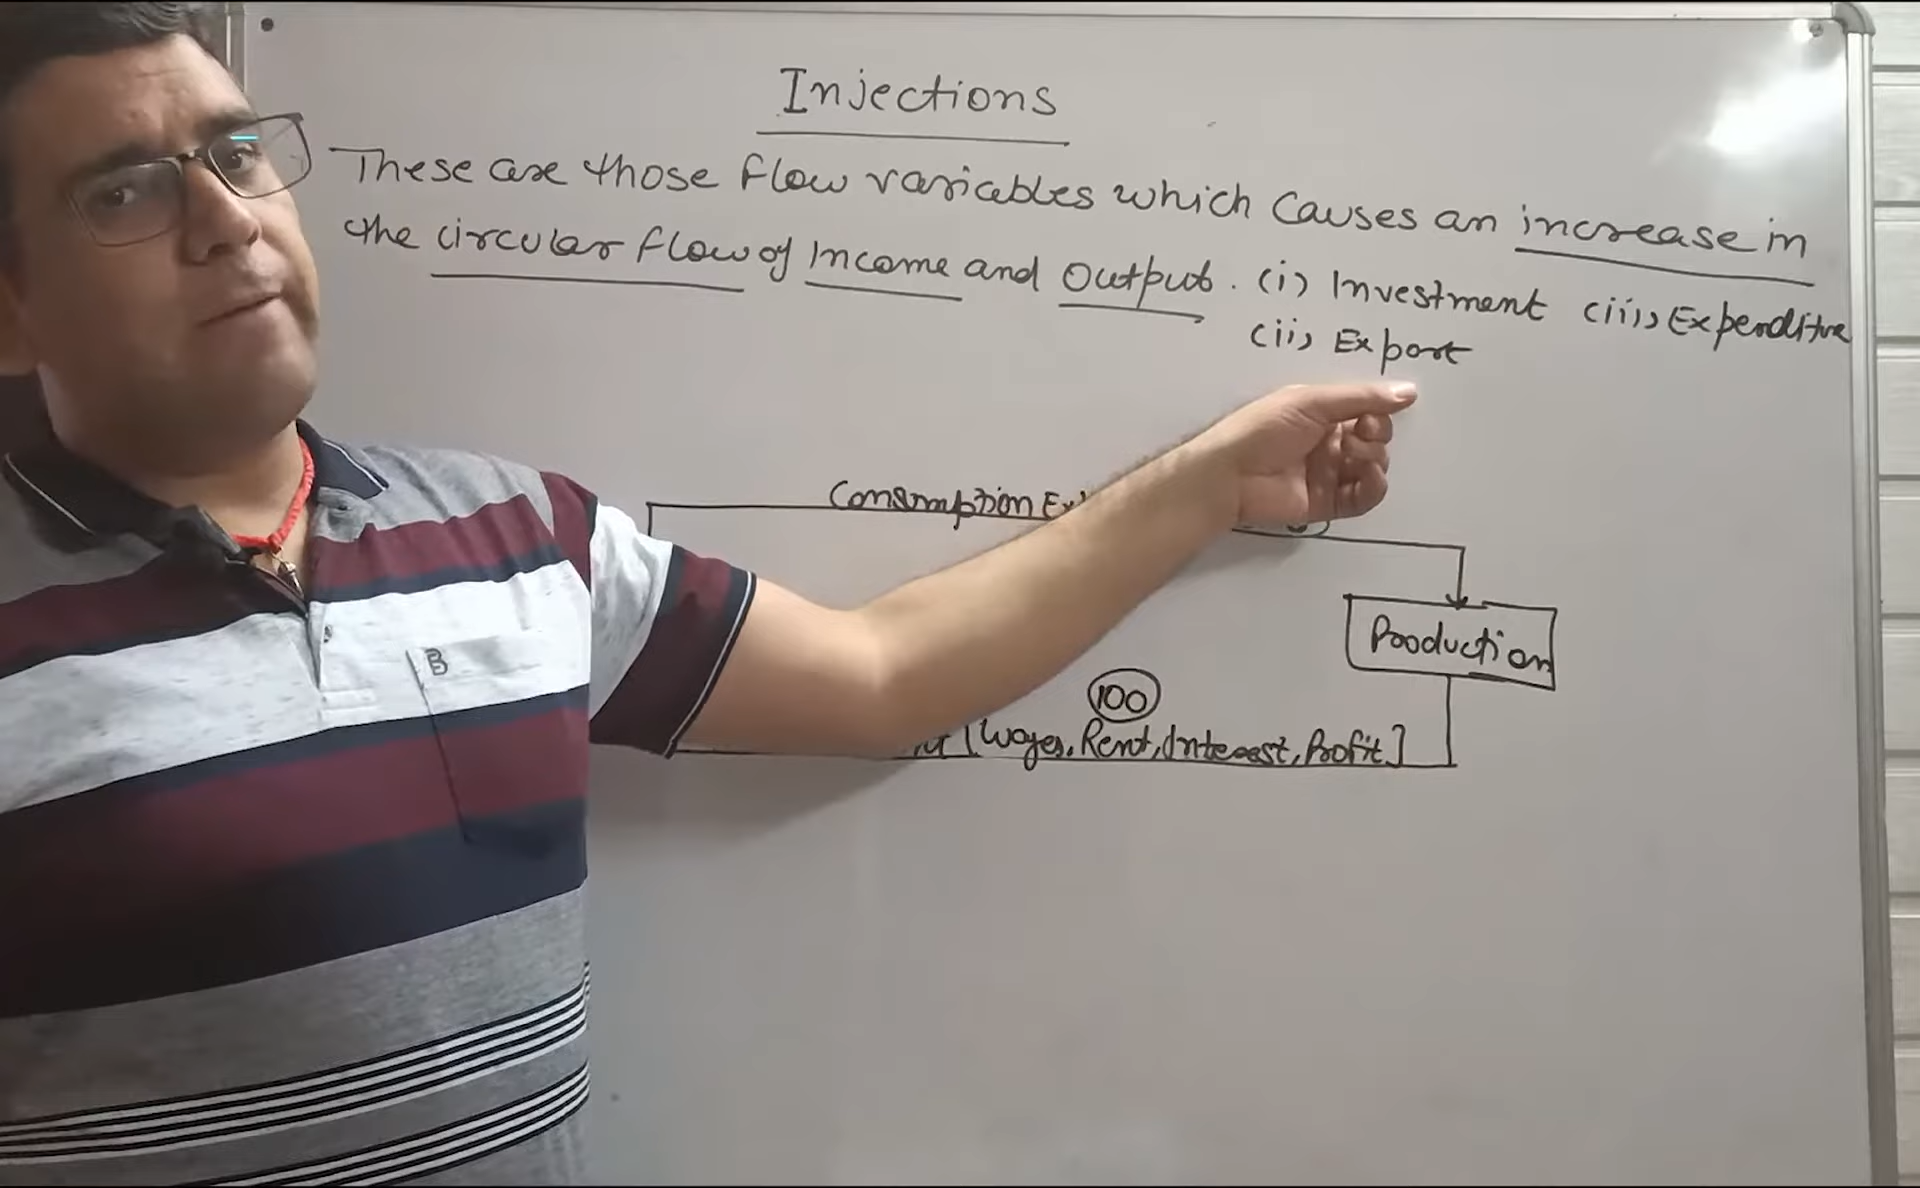 Injections
These are those flow variables which causes an increase in
the circular flow of Income and Output. (i) Investment (iii) Expenditure
(ii) Export
Consumption
Production
100
[Wages, Rent, Interest, Profit]
B